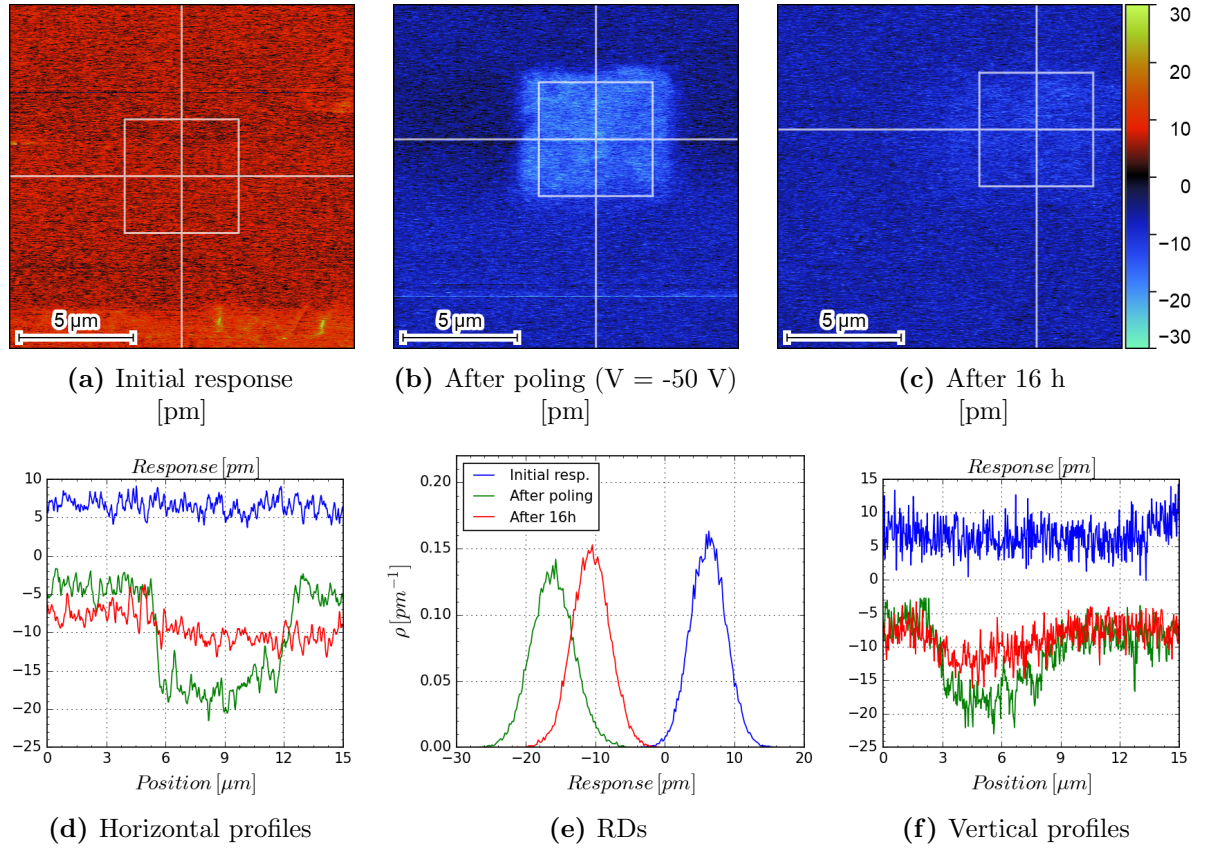 30
20
10
0
−10
−20
−30
5 µm
5 µm
5 µm
(a) Initial response
[pm]
(b) After poling (V = -50 V)
[pm]
(c) After 16 h
[pm]
Response [pm]
10
5
0
−5
−10
−15
−20
−25
0 3 6 9 12 15
Position [µm]
(d) Horizontal profiles
Initial resp.
After poling
After 16h
ρ [pm⁻¹]
0.20
0.15
0.10
0.05
0.00
−30 −20 −10 0 10 20
Response [pm]
(e) RDs
Response [pm]
15
10
5
0
−5
−10
−15
−20
−25
0 3 6 9 12 15
Position [µm]
(f) Vertical profiles